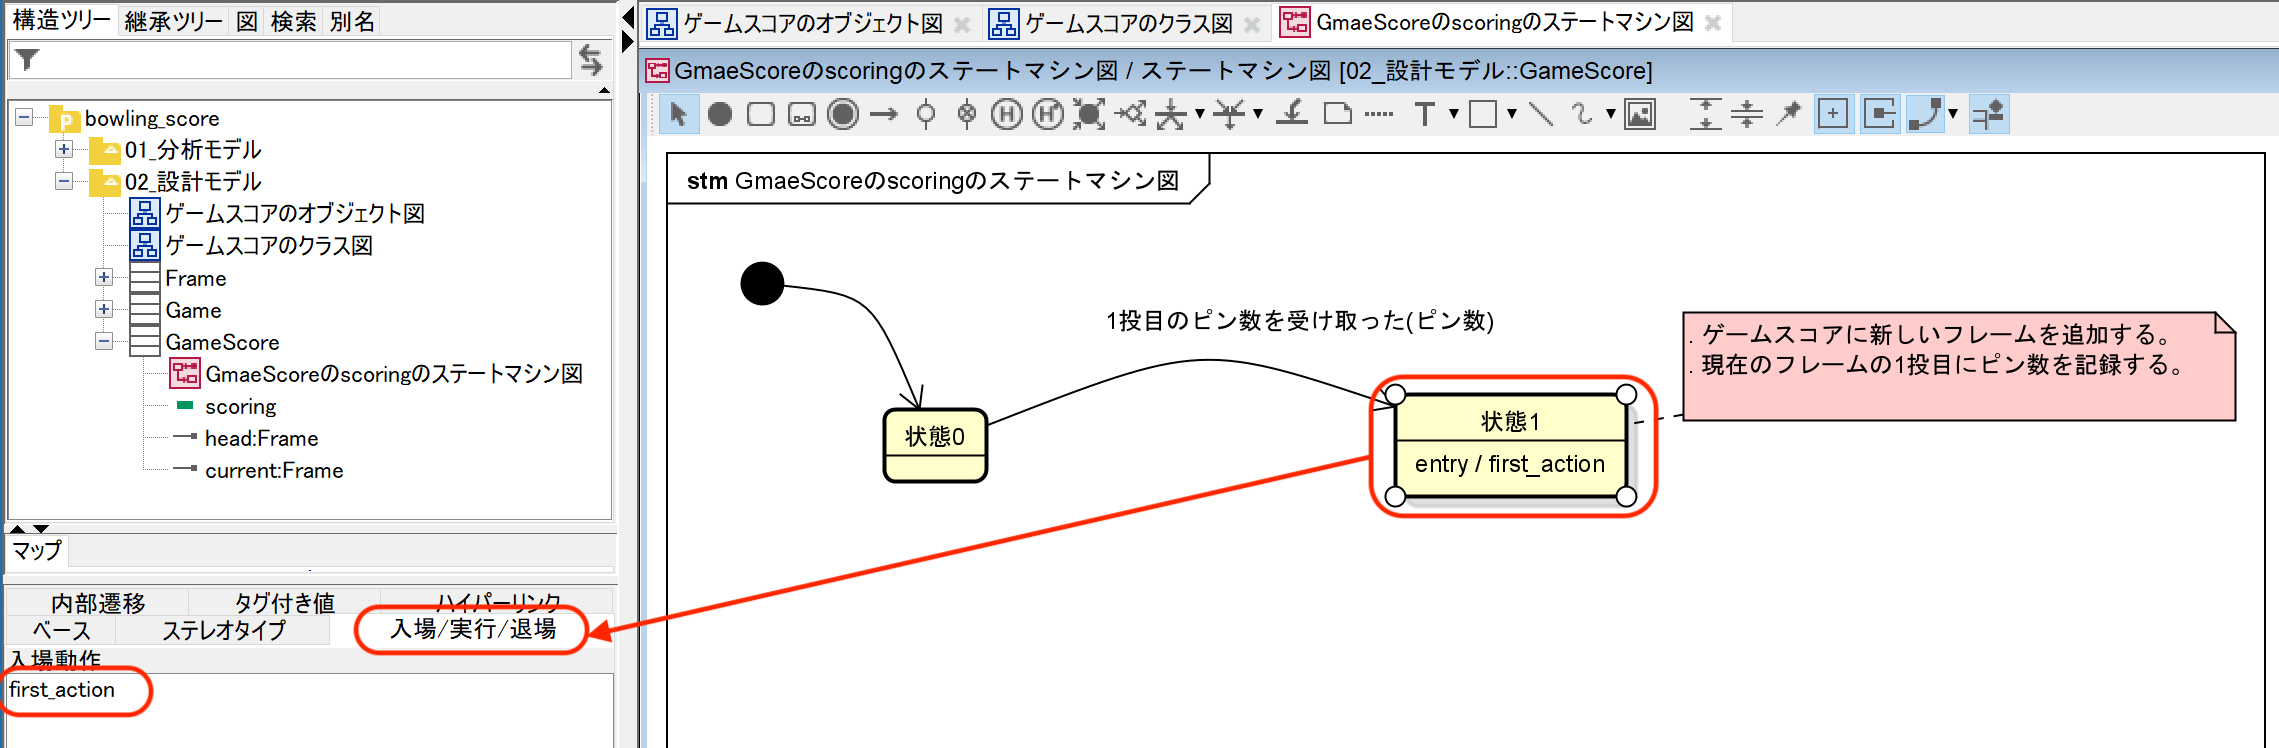 構造ツリー 継承ツリー 図 検索 別名
bowling_score
01_分析モデル
02_設計モデル
ゲームスコアのオブジェクト図
ゲームスコアのクラス図
Frame
Game
GameScore
GmaeScoreのscoringのステートマシン図
scoring
head:Frame
current:Frame
マップ
内部遷移 タグ付き値 ハイパーリンク
ベース ステレオタイプ 入場/実行/退場
入場動作
first_action
ゲームスコアのオブジェクト図 ゲームスコアのクラス図 GmaeScoreのscoringのステートマシン図
GmaeScoreのscoringのステートマシン図 / ステートマシン図 [02_設計モデル::GameScore]
stm GmaeScoreのscoringのステートマシン図
1投目のピン数を受け取った(ピン数)
状態0
状態1
entry / first_action
. ゲームスコアに新しいフレームを追加する。
. 現在のフレームの1投目にピン数を記録する。